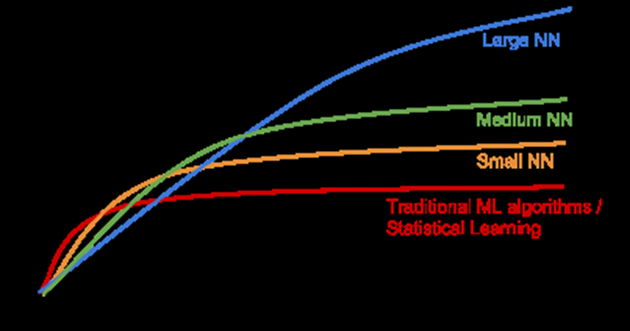 Large NN
Medium NN
Small NN
Traditional ML algorithms /
Statistical Learning